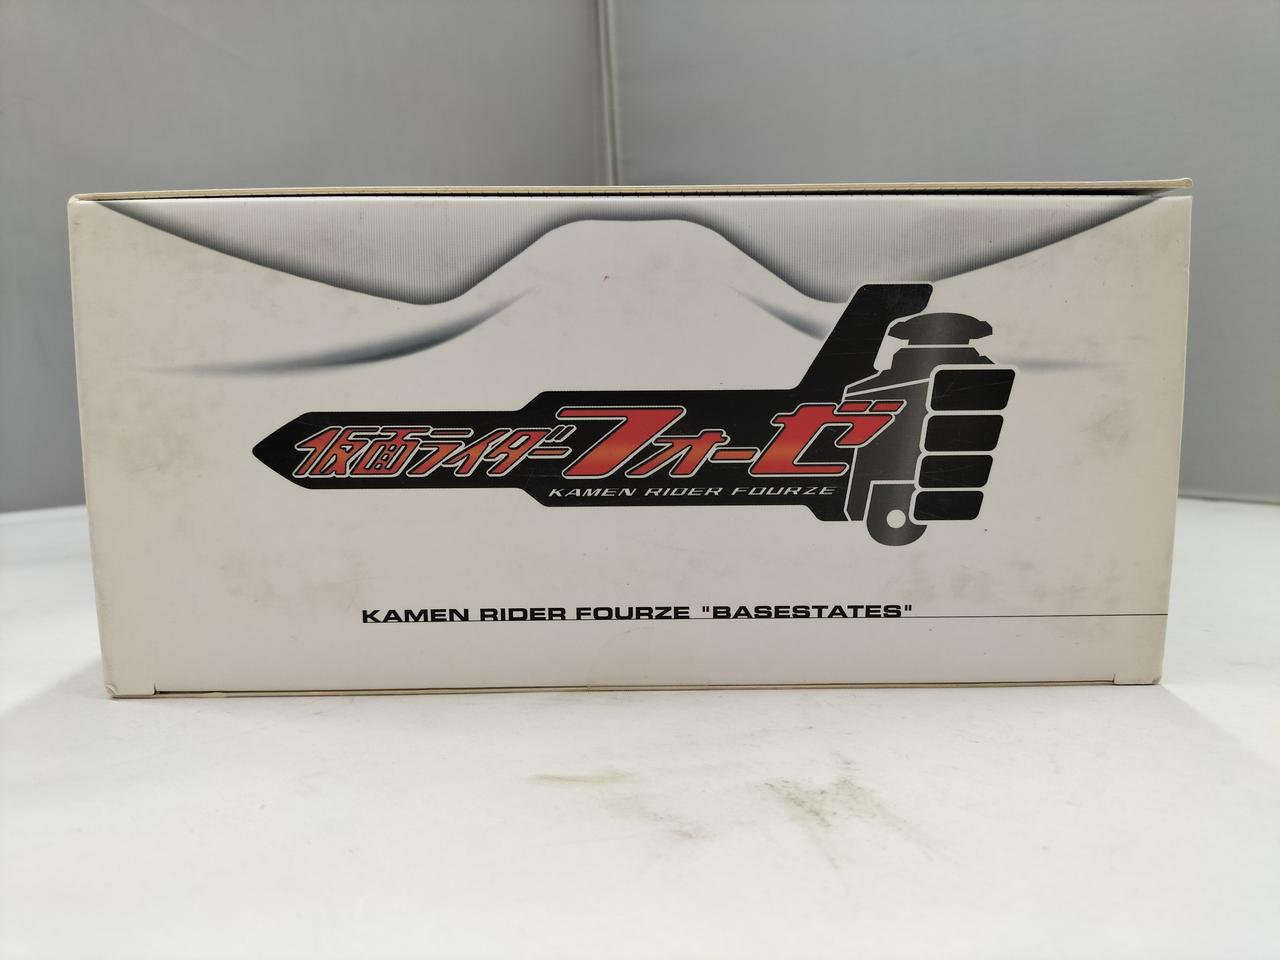 仮面ライダーフォーゼ
KAMEN RIDER FOURZE
KAMEN RIDER FOURZE "BASESTATES"